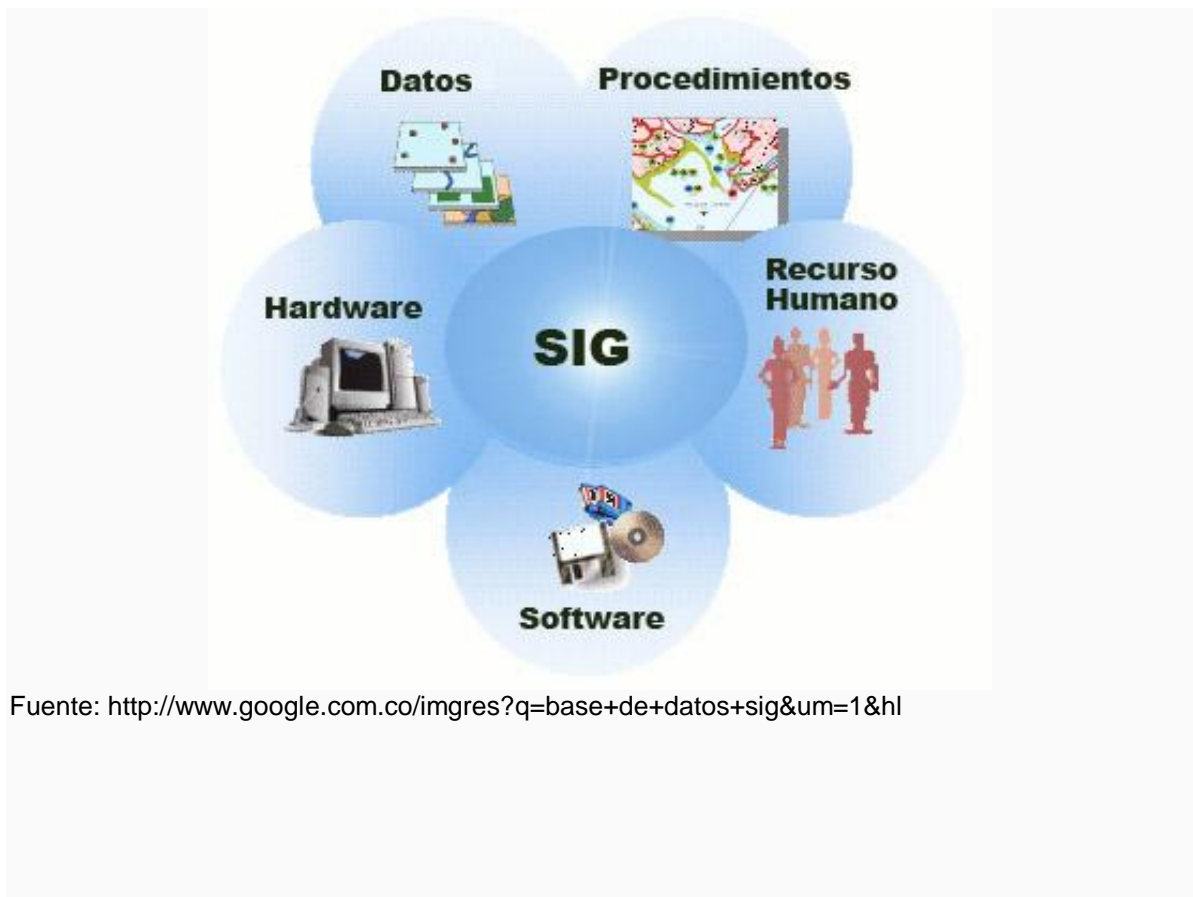 Datos
Procedimientos
Hardware
Recurso
Humano
SIG
Software
Fuente: http://www.google.com.co/imgres?q=base+de+datos+sig&um=1&hl